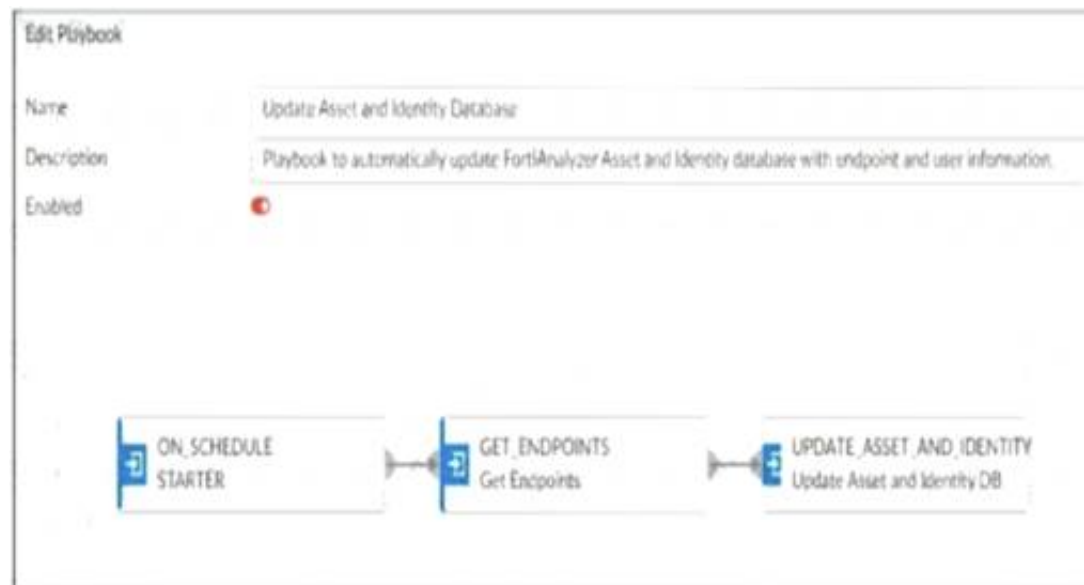 Edit Playbook
Name
Update Asset and Identity Database
Description
Playbook to automatically update FortiAnalyzer Asset and Identity database with endpoint and user information.
Enabled
ON_SCHEDULE
STARTER
GET_ENDPOINTS
Get Endpoints
UPDATE_ASSET_AND_IDENTITY
Update Asset and Identity DB